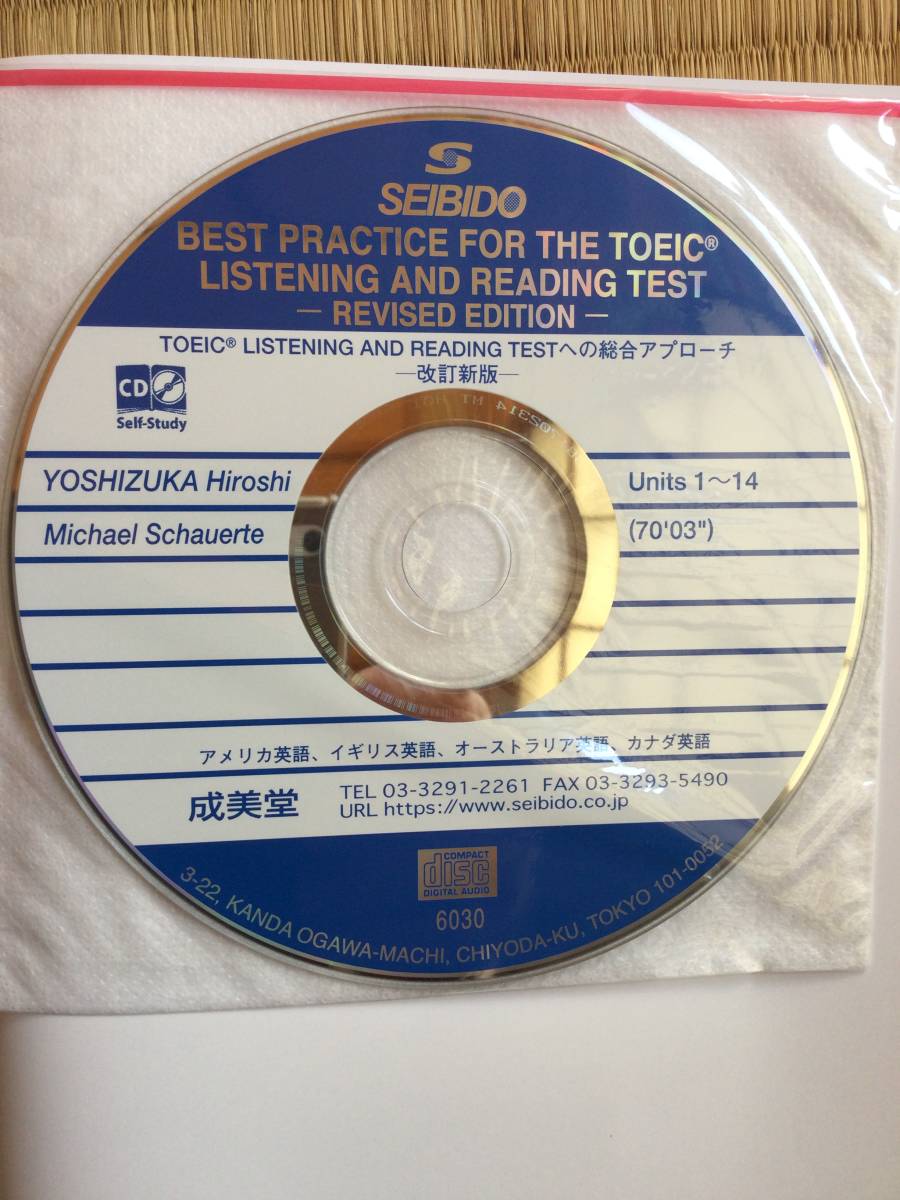 SEIBIDO
BEST PRACTICE FOR THE TOEIC®
LISTENING AND READING TEST
— REVISED EDITION —
TOEIC® LISTENING AND READING TESTへの総合アプローチ
—改訂新版—
CD
Self-Study
YOSHIZUKA Hiroshi
Units 1～14
Michael Schauerte
(70'03")
アメリカ英語、イギリス英語、オーストラリア英語、カナダ英語
成美堂
TEL 03-3291-2261 FAX 03-3293-5490
URL https://www.seibido.co.jp
COMPACT
disc
DIGITAL AUDIO
6030
3-22, KANDA OGAWA-MACHI, CHIYODA-KU, TOKYO 101-0052